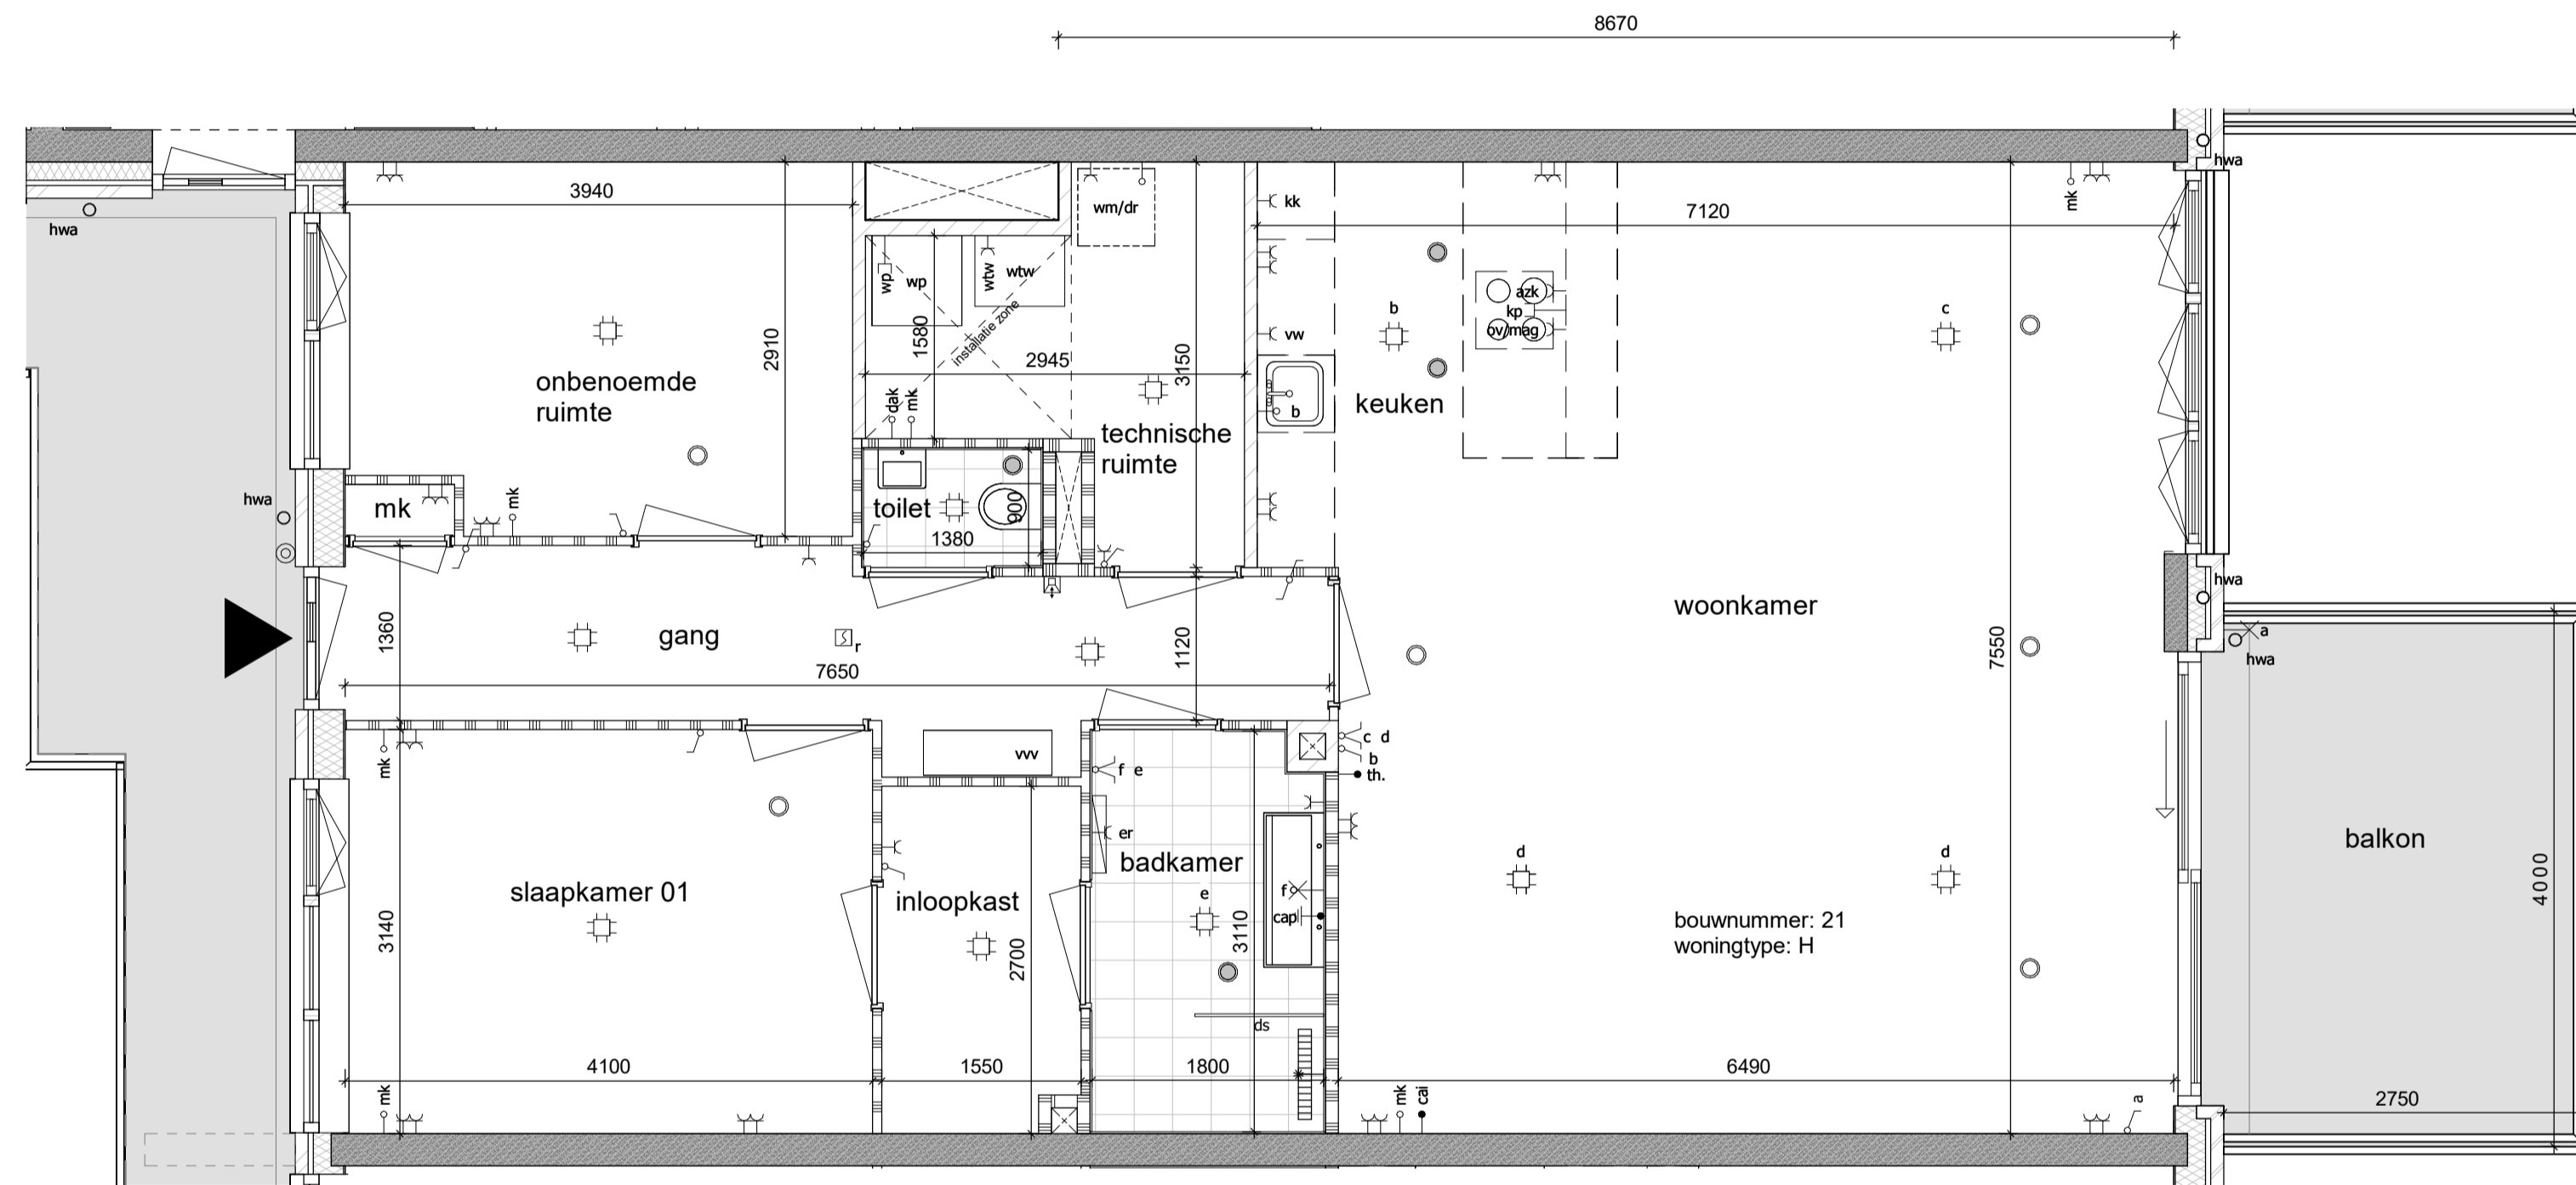 8670
hwa
hwa
3940
wm/dr
kk
7120
mk
wp
wp
wtw
wtw
installatie zone
1580
2910
2945
3150
vw
b
azk
kp
ov/mag
c
onbenoemde
ruimte
dak
mk
b
keuken
technische
ruimte
hwa
mk
mk
toilet
900
1380
hwa
woonkamer
1360
gang
r
7650
1120
7550
a
hwa
vvv
c d
b
th.
mk
f e
er
badkamer
balkon
slaapkamer 01
inloopkast
e
f
cap
d
d
4000
3140
2700
3110
bouwnummer: 21
woningtype: H
ds
4100
1550
1800
6490
2750
mk
mk
cai
a